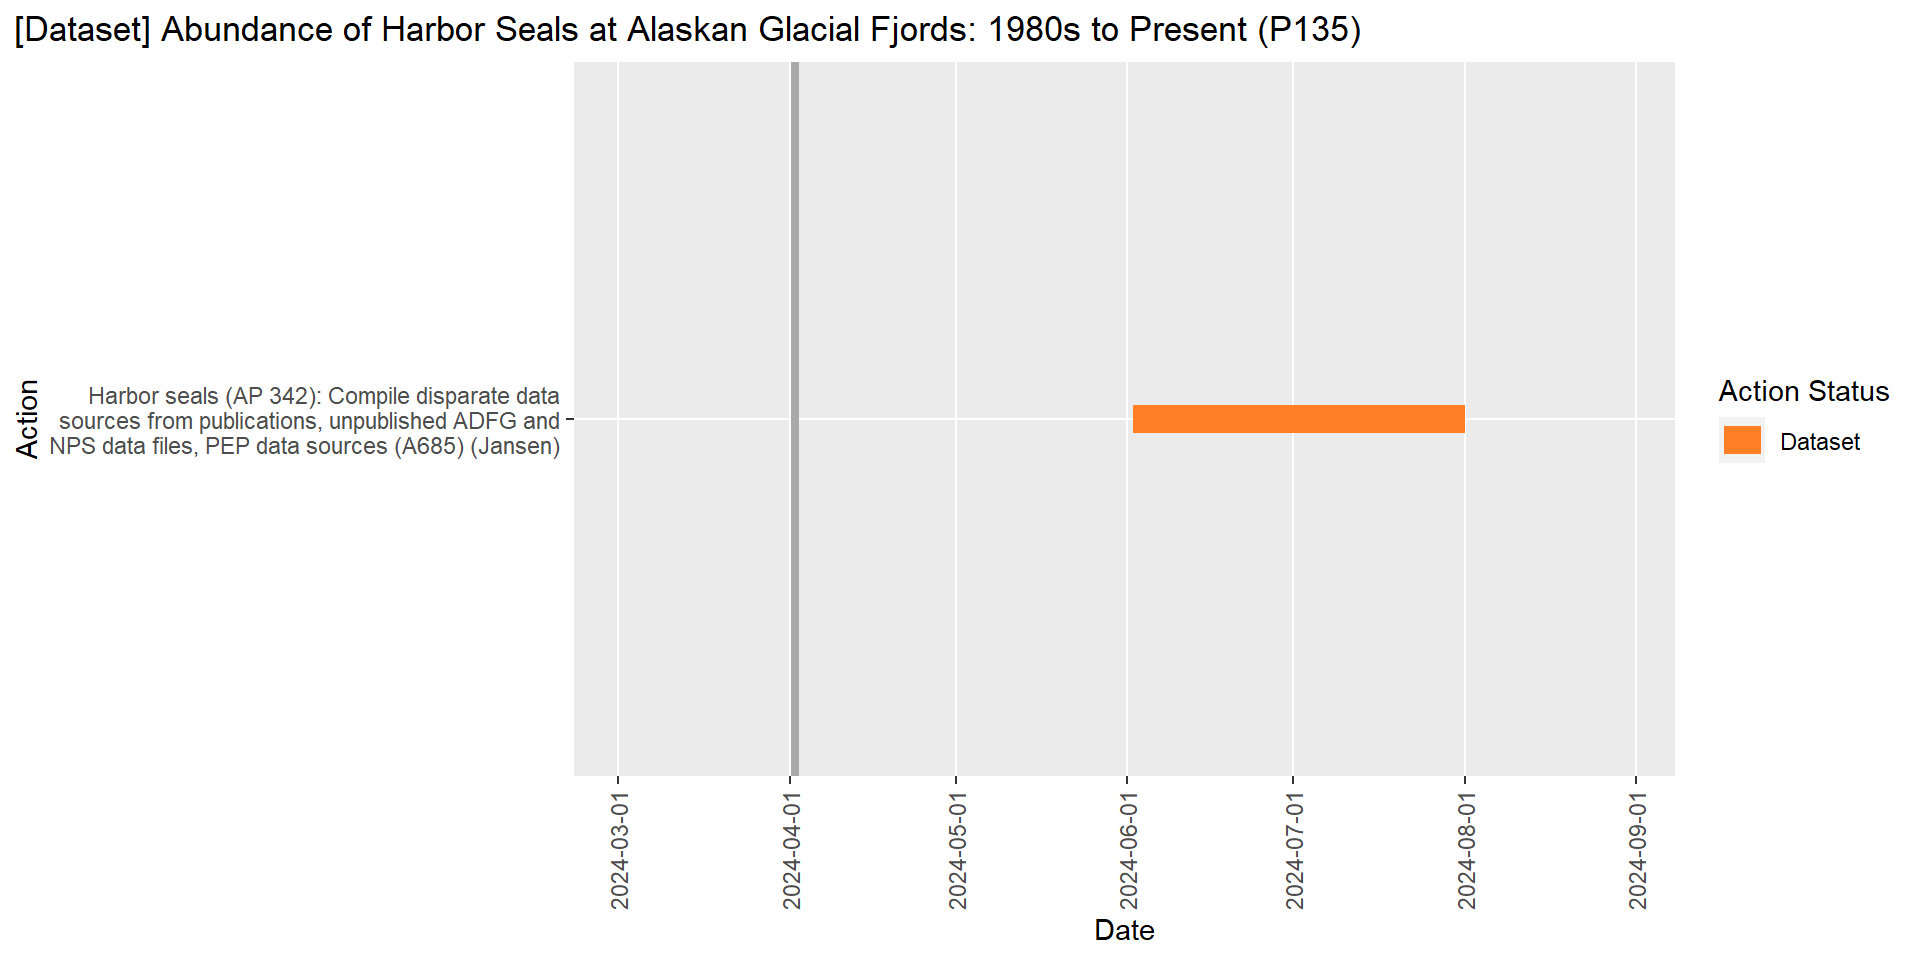 [Dataset] Abundance of Harbor Seals at Alaskan Glacial Fjords: 1980s to Present (P135)
Action
Harbor seals (AP 342): Compile disparate data
sources from publications, unpublished ADFG and
NPS data files, PEP data sources (A685) (Jansen)
Action Status
Dataset
2024-03-01
2024-04-01
2024-05-01
2024-06-01
2024-07-01
2024-08-01
2024-09-01
Date